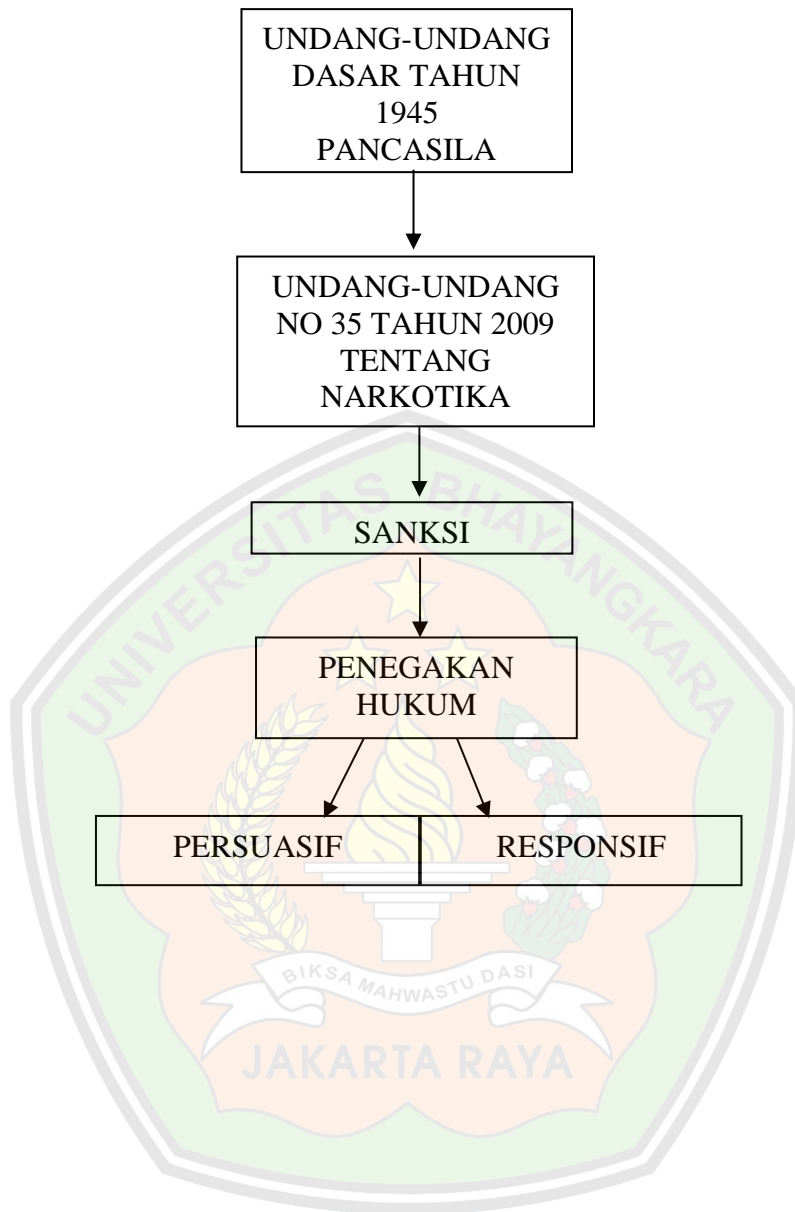 UNDANG-UNDANG
DASAR TAHUN
1945
PANCASILA
UNDANG-UNDANG
NO 35 TAHUN 2009
TENTANG
NARKOTIKA
SANKSI
PENEGAKAN
HUKUM
PERSUASIF
RESPONSIF
UNIVERSITAS BHAYANGKARA
BIKSA MAHWASTU DASI
JAKARTA RAYA